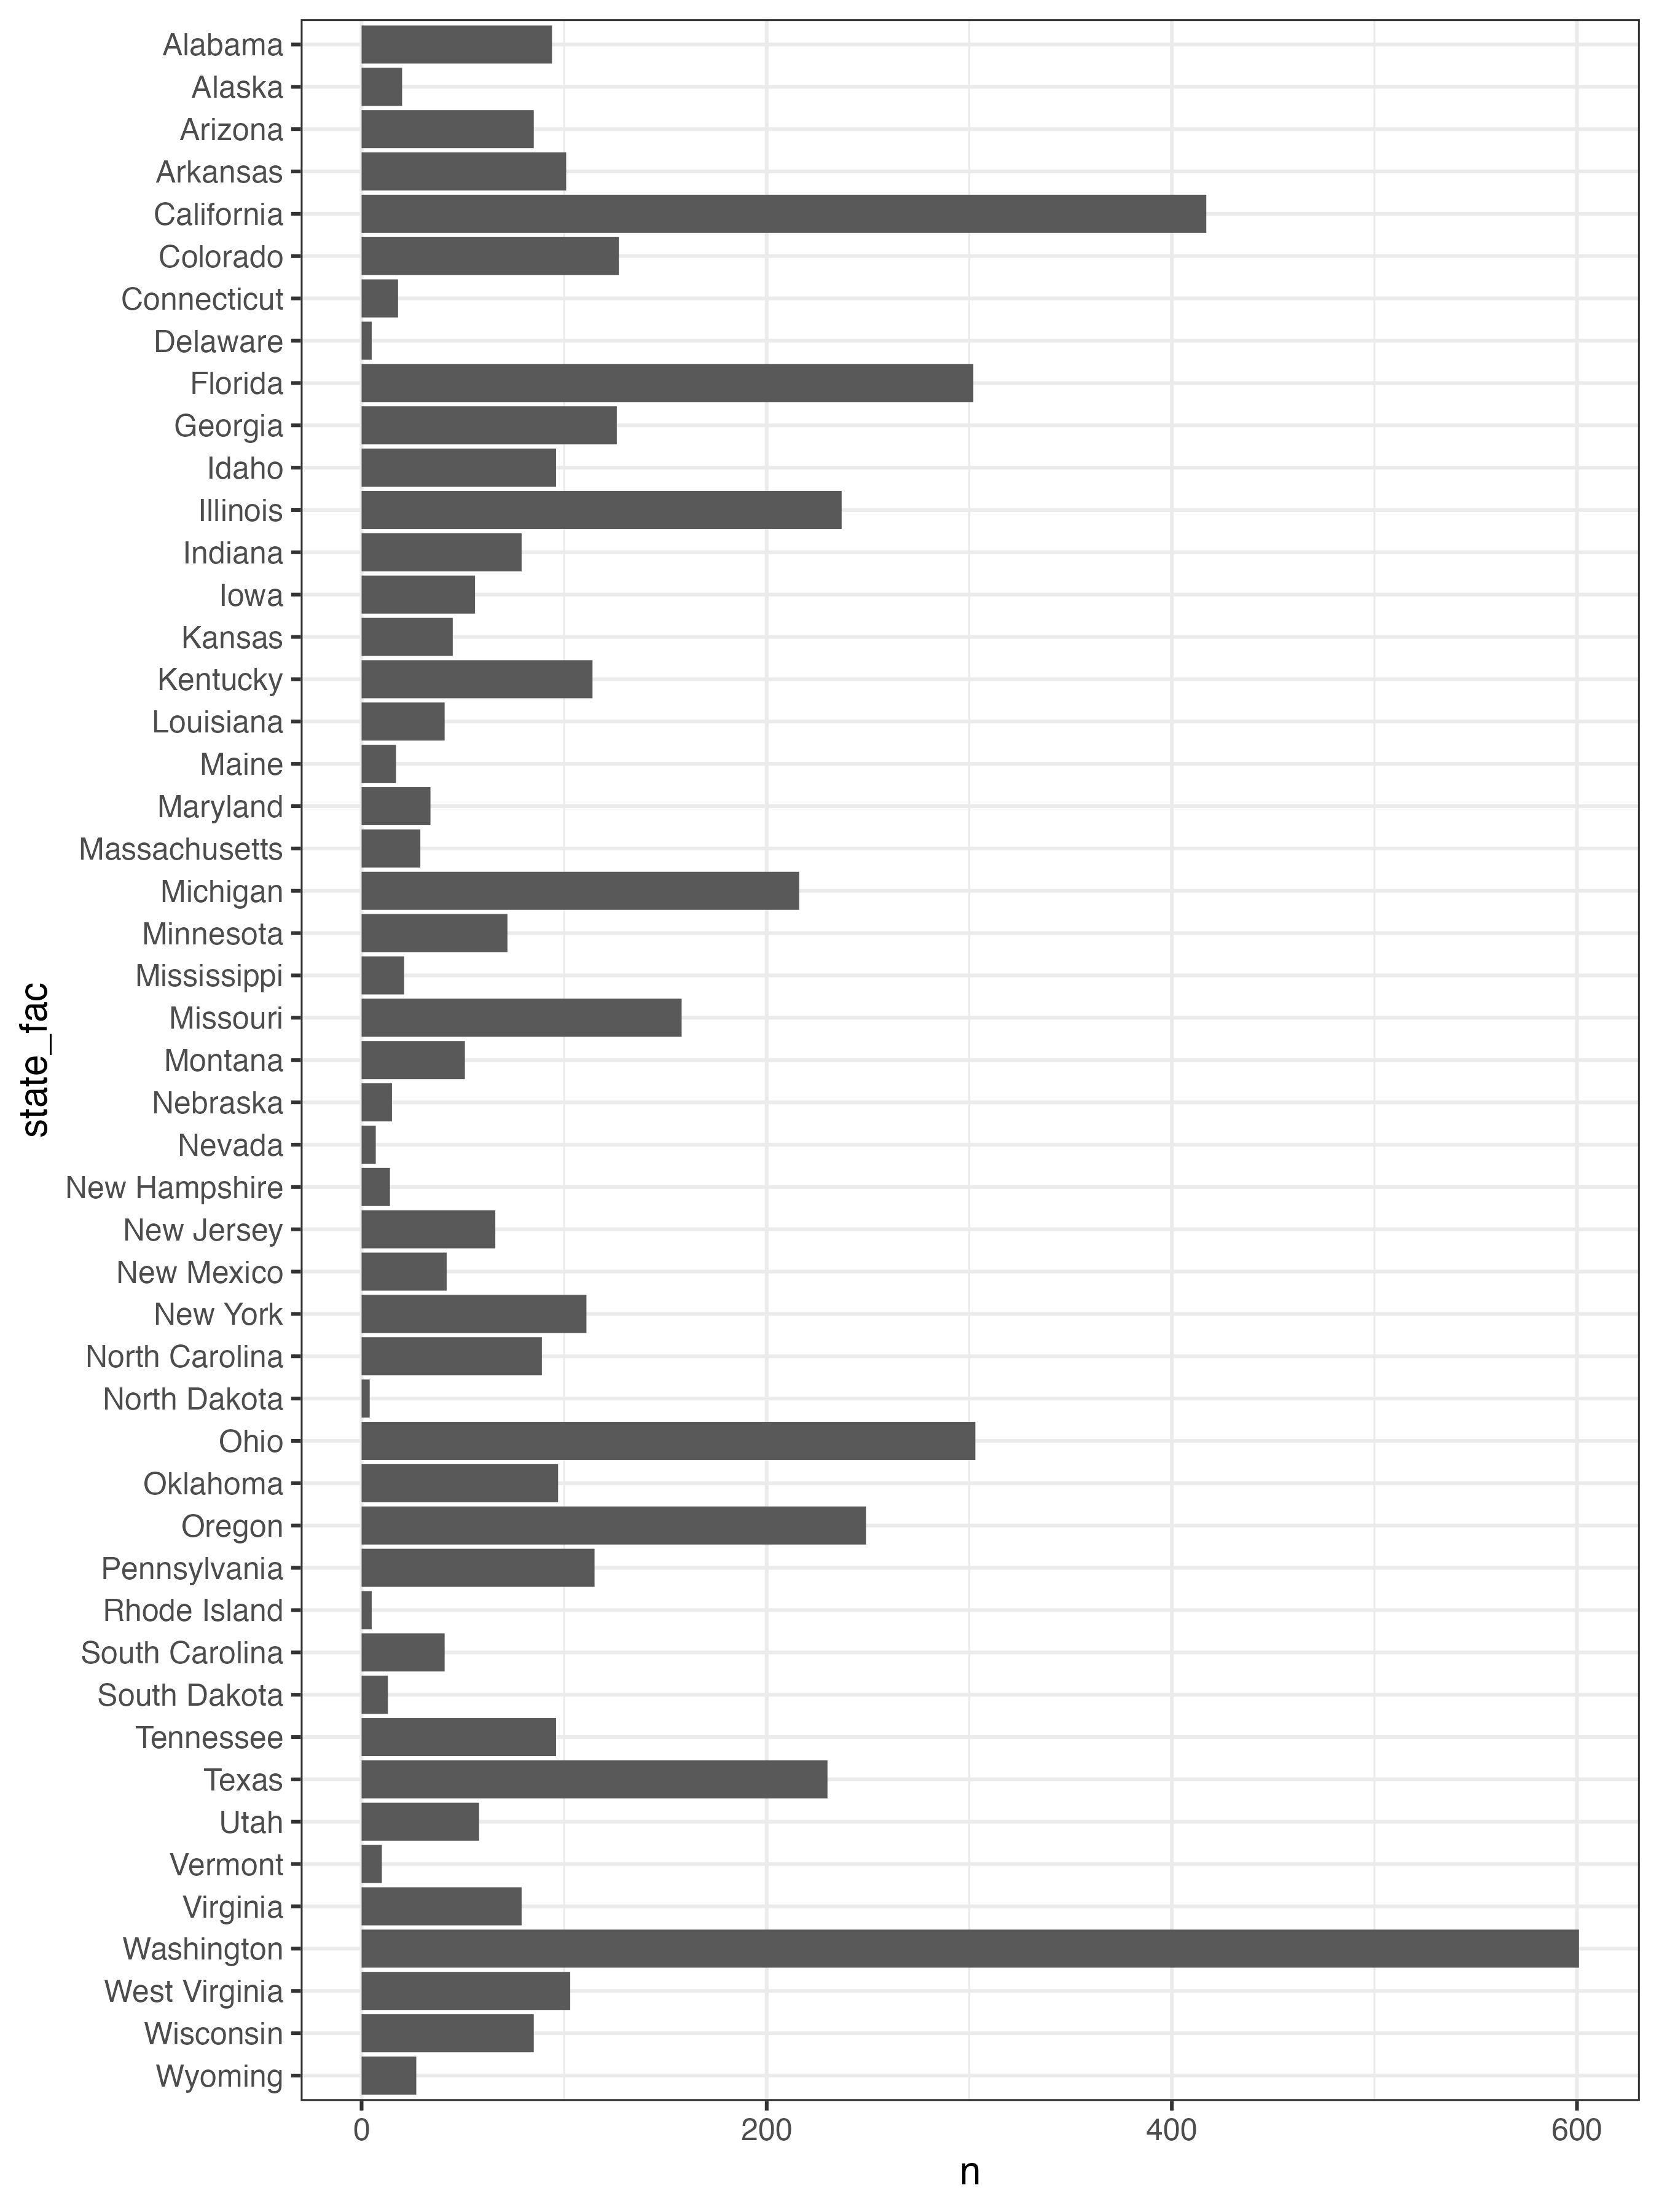 Alabama
Alaska
Arizona
Arkansas
California
Colorado
Connecticut
Delaware
Florida
Georgia
Idaho
Illinois
Indiana
Iowa
Kansas
Kentucky
Louisiana
Maine
Maryland
Massachusetts
Michigan
Minnesota
Mississippi
Missouri
Montana
Nebraska
Nevada
New Hampshire
New Jersey
New Mexico
New York
North Carolina
North Dakota
Ohio
Oklahoma
Oregon
Pennsylvania
Rhode Island
South Carolina
South Dakota
Tennessee
Texas
Utah
Vermont
Virginia
Washington
West Virginia
Wisconsin
Wyoming
state_fac
0 200 400 600
n